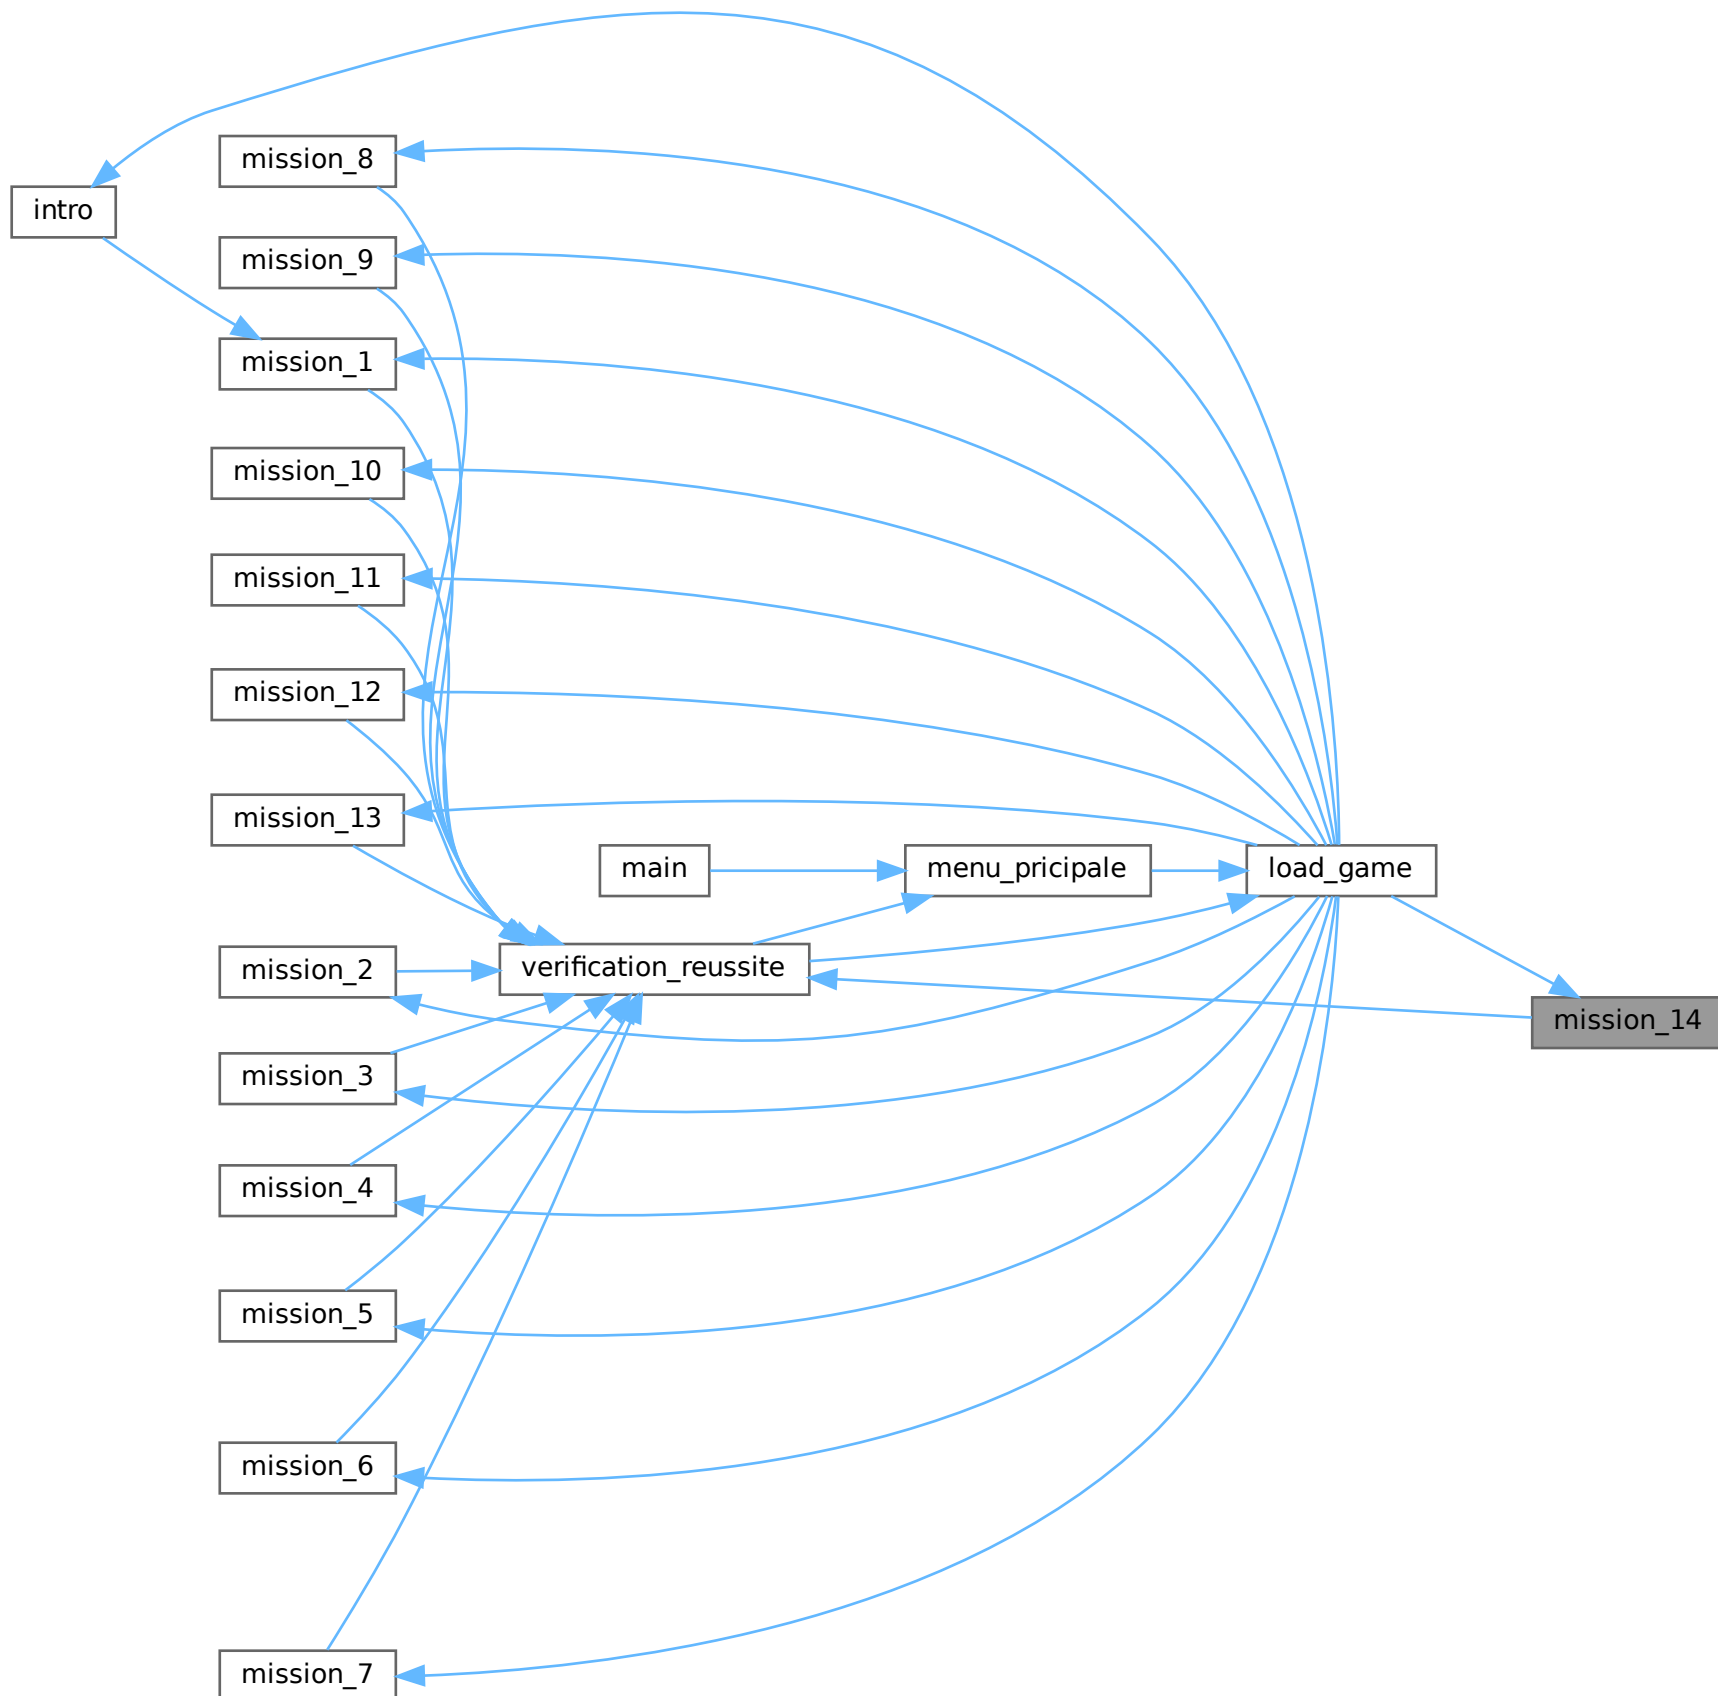 mission_8
intro
mission_9
mission_1
mission_10
mission_11
mission_12
mission_13
main
menu_pricipale
load_game
mission_2
verification_reussite
mission_14
mission_3
mission_4
mission_5
mission_6
mission_7